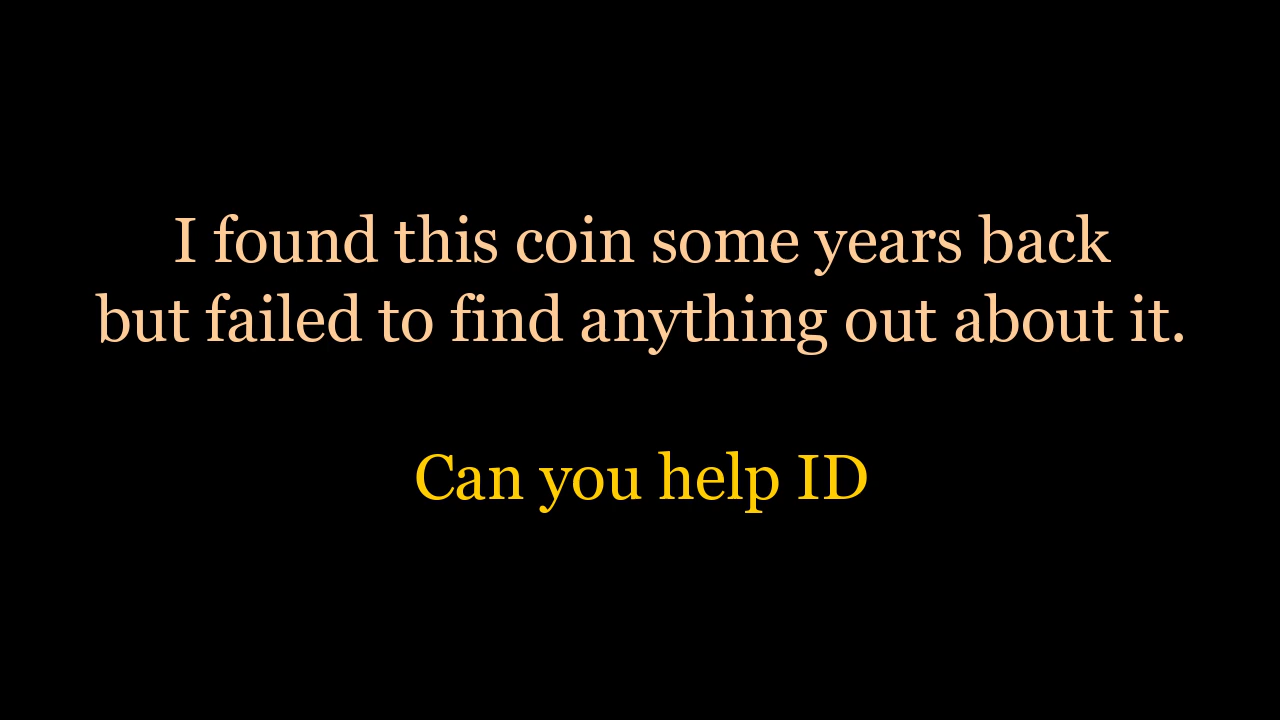 I found this coin some years back
but failed to find anything out about it.
Can you help ID